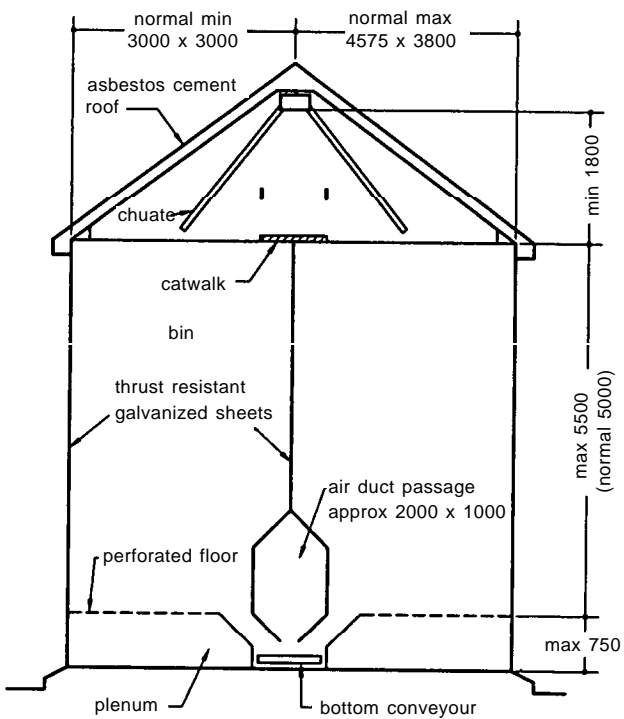 normal min
3000 x 3000
normal max
4575 x 3800
asbestos cement
roof
min 1800
chuate
catwalk
bin
thrust resistant
galvanized sheets
max 5500
(normal 5000)
air duct passage
approx 2000 x 1000
perforated floor
max 750
plenum
bottom conveyour